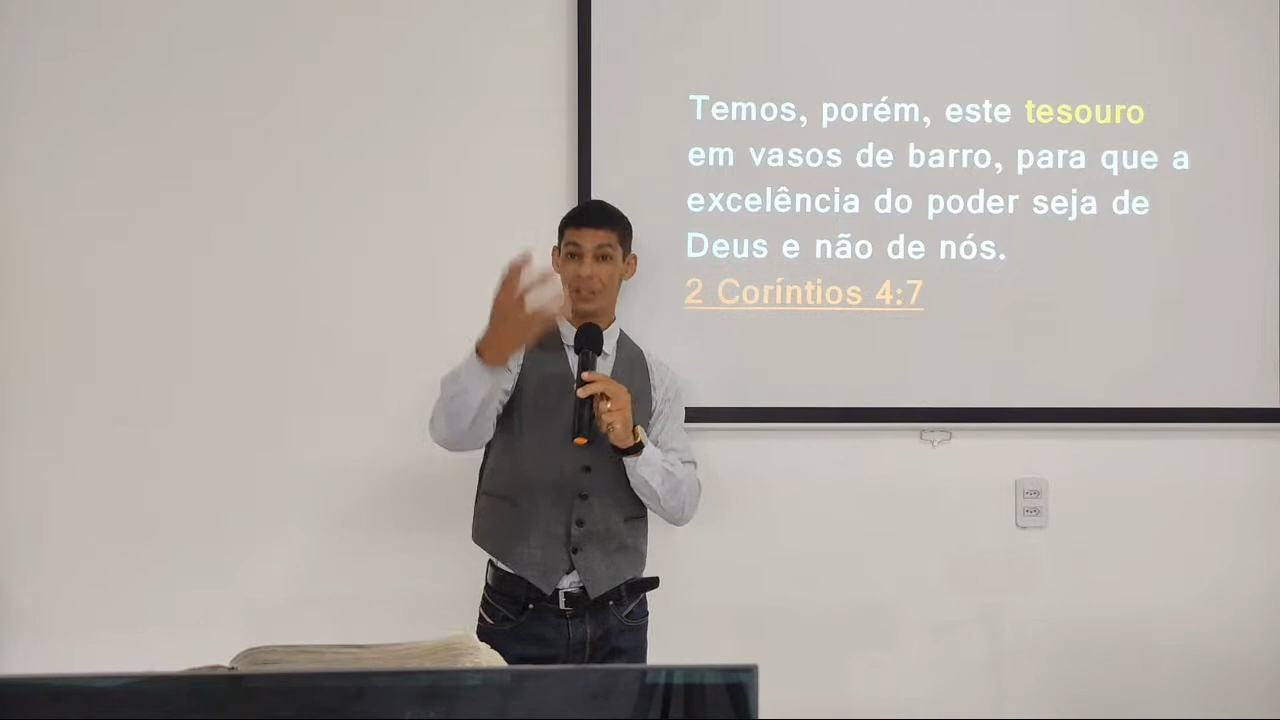 Temos, porém, este tesouro
em vasos de barro, para que a
excelência do poder seja de
Deus e não de nós.
2 Coríntios 4:7